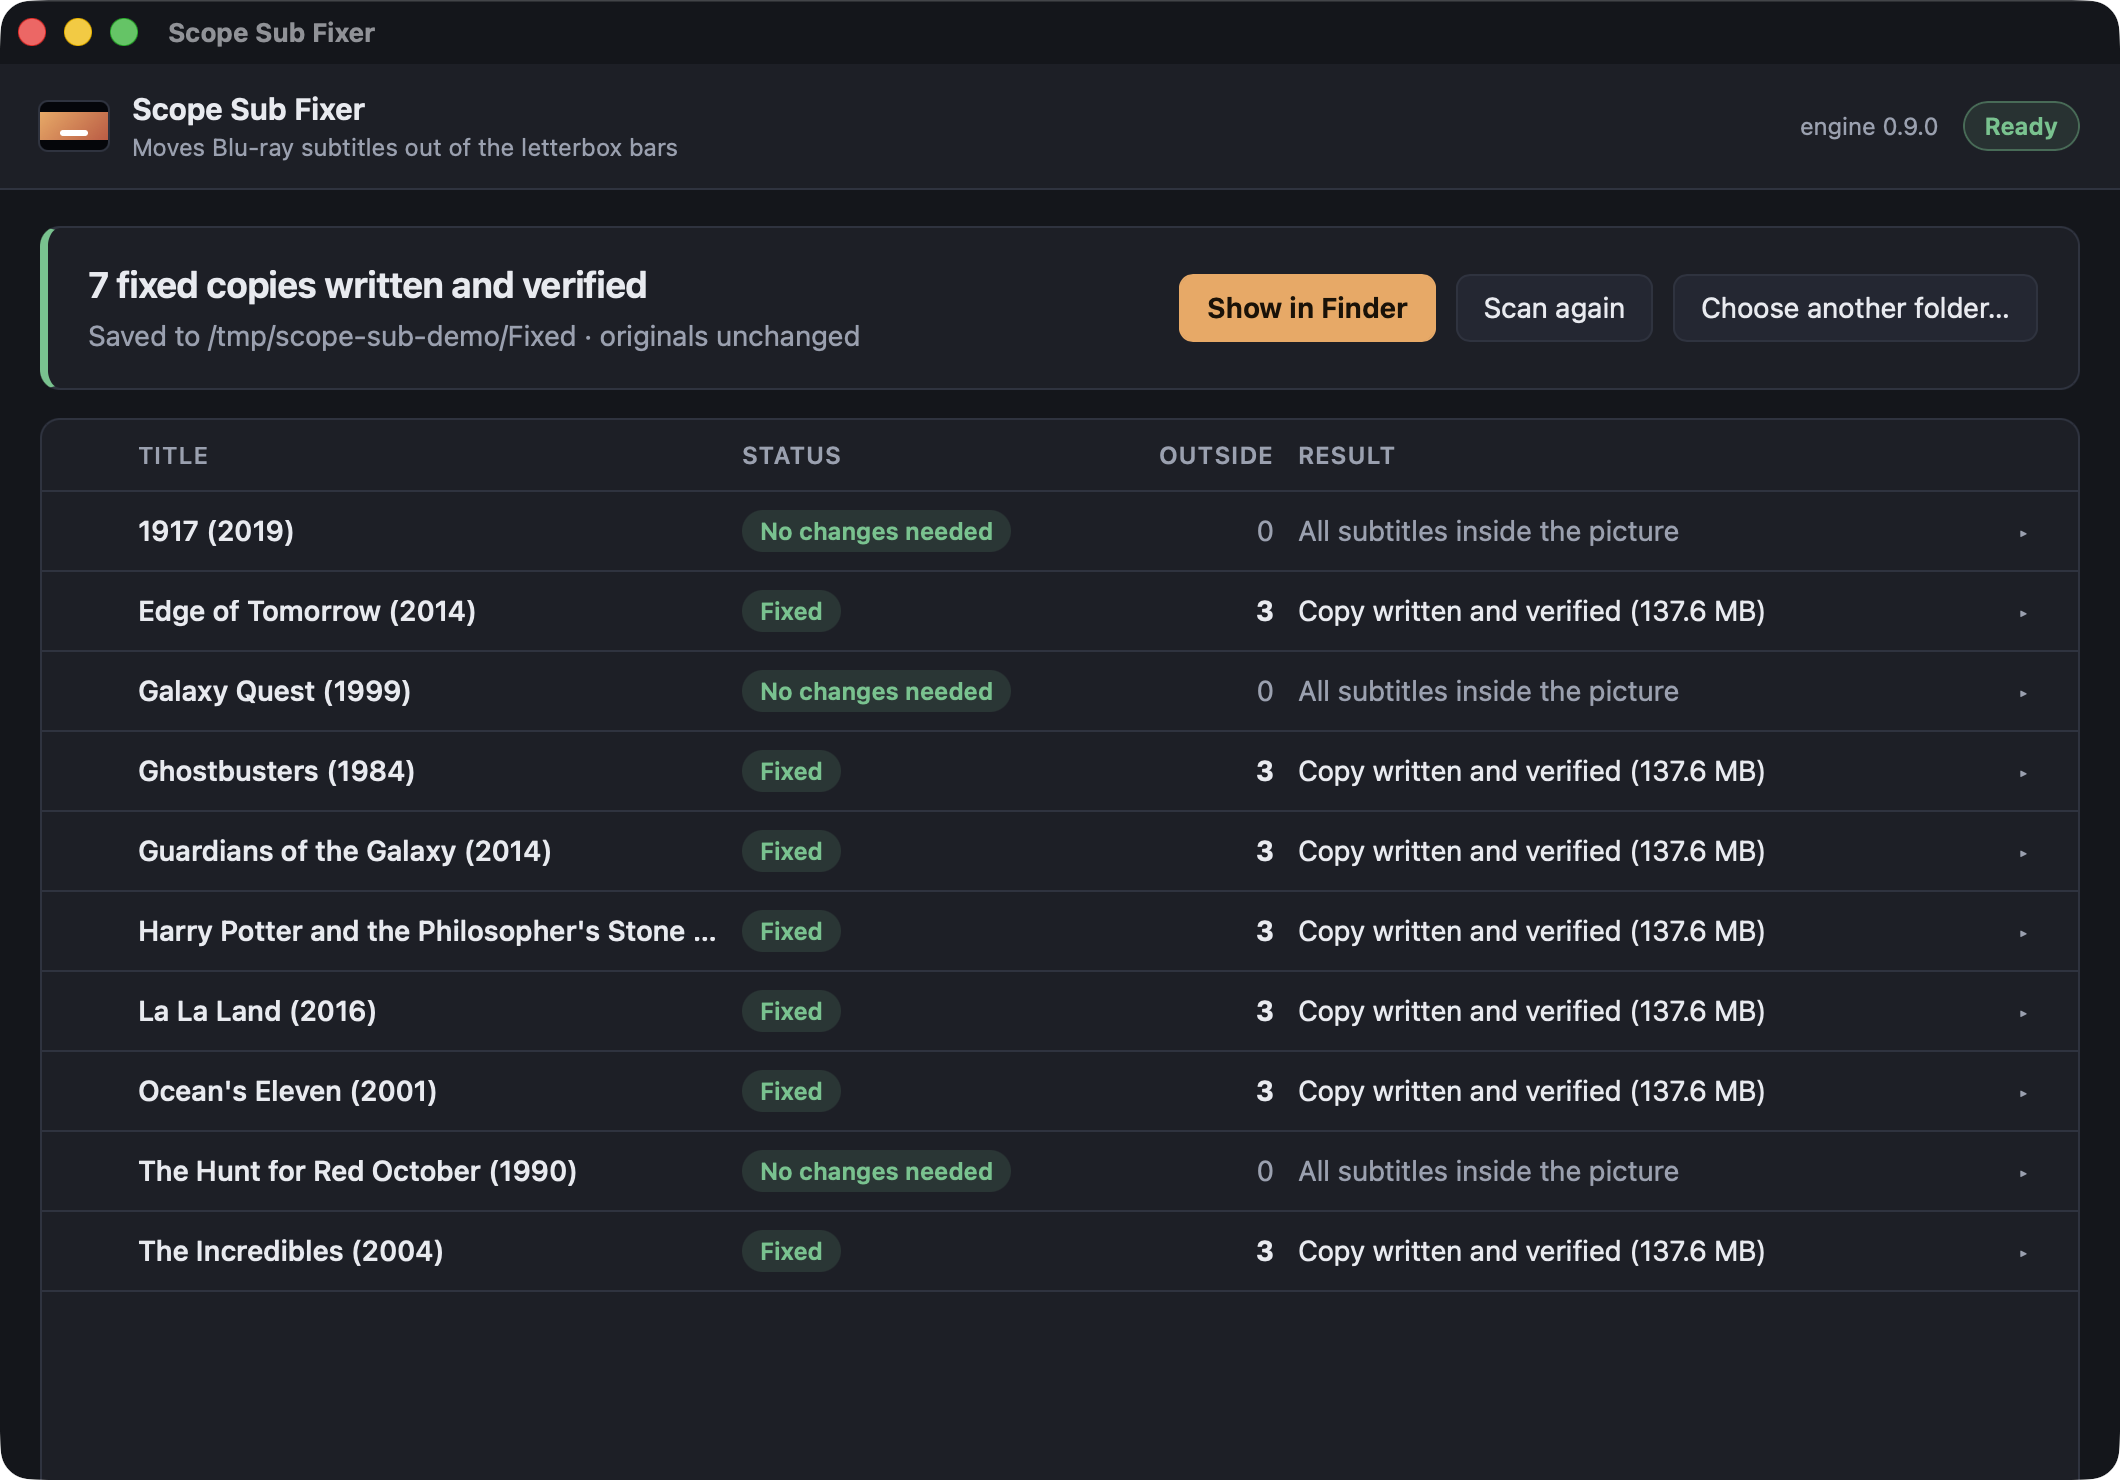 Scope Sub Fixer
Scope Sub Fixer
Moves Blu-ray subtitles out of the letterbox bars
engine 0.9.0 Ready
7 fixed copies written and verified
Saved to /tmp/scope-sub-demo/Fixed · originals unchanged
Show in Finder Scan again Choose another folder...
TITLE STATUS OUTSIDE RESULT
1917 (2019) No changes needed 0 All subtitles inside the picture
Edge of Tomorrow (2014) Fixed 3 Copy written and verified (137.6 MB)
Galaxy Quest (1999) No changes needed 0 All subtitles inside the picture
Ghostbusters (1984) Fixed 3 Copy written and verified (137.6 MB)
Guardians of the Galaxy (2014) Fixed 3 Copy written and verified (137.6 MB)
Harry Potter and the Philosopher's Stone ... Fixed 3 Copy written and verified (137.6 MB)
La La Land (2016) Fixed 3 Copy written and verified (137.6 MB)
Ocean's Eleven (2001) Fixed 3 Copy written and verified (137.6 MB)
The Hunt for Red October (1990) No changes needed 0 All subtitles inside the picture
The Incredibles (2004) Fixed 3 Copy written and verified (137.6 MB)